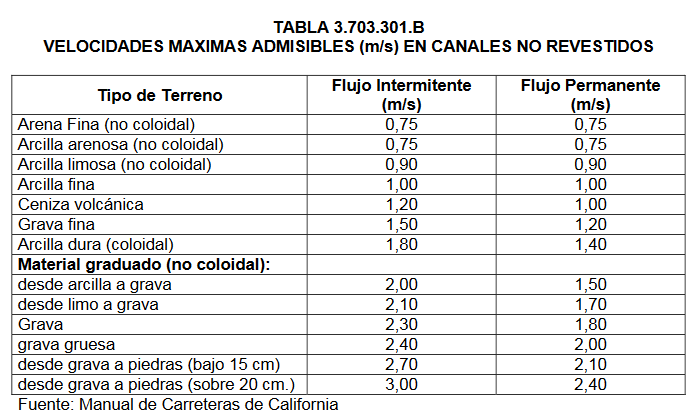 TABLA 3.703.301.B
VELOCIDADES MAXIMAS ADMISIBLES (m/s) EN CANALES NO REVESTIDOS
Tipo de Terreno Flujo Intermitente (m/s) Flujo Permanente (m/s)
Arena Fina (no coloidal) 0,75 0,75
Arcilla arenosa (no coloidal) 0,75 0,75
Arcilla limosa (no coloidal) 0,90 0,90
Arcilla fina 1,00 1,00
Ceniza volcánica 1,20 1,00
Grava fina 1,50 1,20
Arcilla dura (coloidal) 1,80 1,40
Material graduado (no coloidal):
desde arcilla a grava 2,00 1,50
desde limo a grava 2,10 1,70
Grava 2,30 1,80
grava gruesa 2,40 2,00
desde grava a piedras (bajo 15 cm) 2,70 2,10
desde grava a piedras (sobre 20 cm.) 3,00 2,40
Fuente: Manual de Carreteras de California